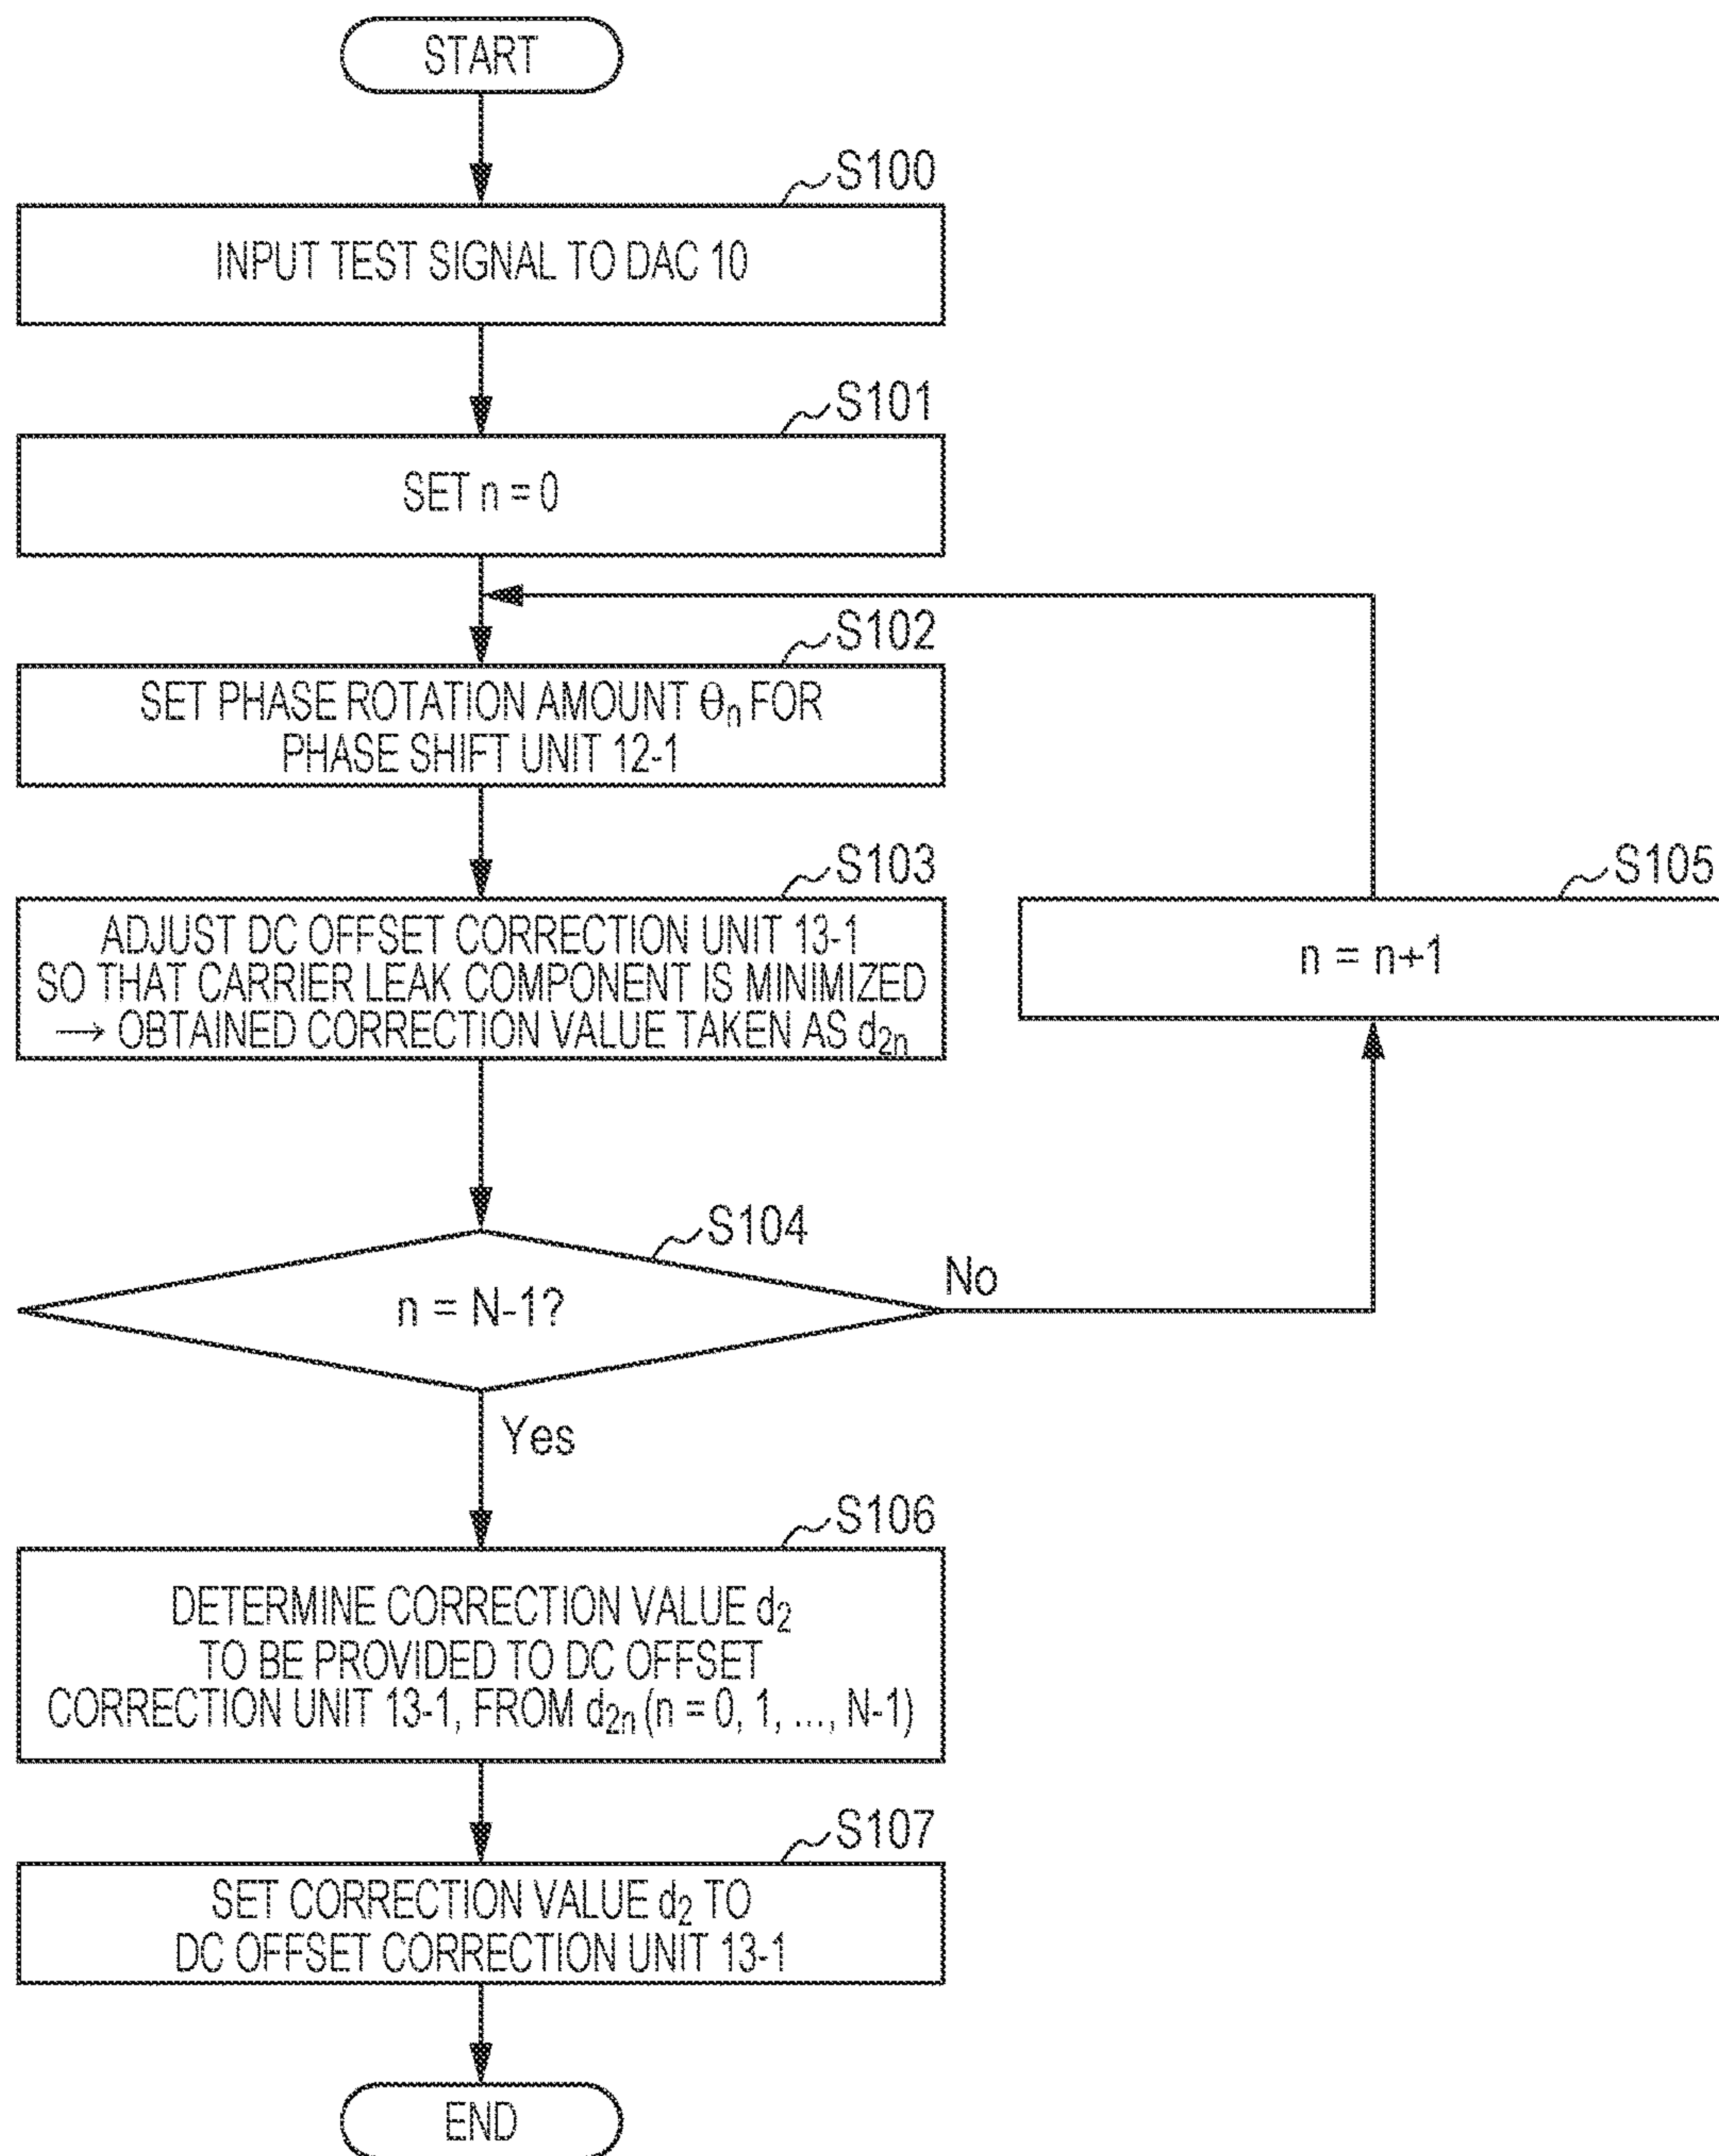 START
S100
INPUT TEST SIGNAL TO DAC 10
S101
SET n = 0
S102
SET PHASE ROTATION AMOUNT θn FOR
PHASE SHIFT UNIT 12-1
S103
ADJUST DC OFFSET CORRECTION UNIT 13-1
SO THAT CARRIER LEAK COMPONENT IS MINIMIZED
→ OBTAINED CORRECTION VALUE TAKEN AS d2n
S105
n = n+1
S104
n = N-1?
No
Yes
S106
DETERMINE CORRECTION VALUE d2
TO BE PROVIDED TO DC OFFSET
CORRECTION UNIT 13-1, FROM d2n (n = 0, 1, ..., N-1)
S107
SET CORRECTION VALUE d2 TO
DC OFFSET CORRECTION UNIT 13-1
END